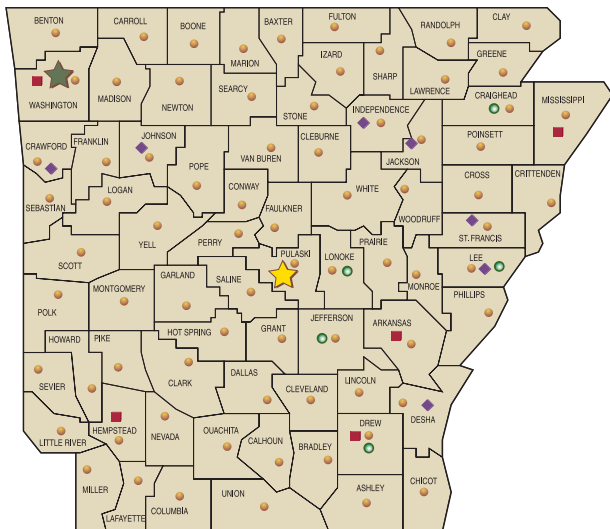 BENTON
CARROLL
BOONE
BAXTER
FULTON
RANDOLPH
CLAY
MARION
IZARD
SHARP
GREENE
LAWRENCE
WASHINGTON
MADISON
NEWTON
SEARCY
STONE
INDEPENDENCE
CRAIGHEAD
MISSISSIPPI
CRAWFORD
FRANKLIN
JOHNSON
POPE
VAN BUREN
CLEBURNE
JACKSON
POINSETT
LOGAN
CONWAY
FAULKNER
WHITE
WOODRUFF
CROSS
CRITTENDEN
SEBASTIAN
YELL
PERRY
PULASKI
LONOKE
PRAIRIE
ST. FRANCIS
SCOTT
GARLAND
SALINE
MONROE
LEE
PHILLIPS
POLK
MONTGOMERY
HOT SPRING
GRANT
JEFFERSON
ARKANSAS
HOWARD
PIKE
SEVIER
CLARK
DALLAS
CLEVELAND
LINCOLN
DESHA
LITTLE RIVER
HEMPSTEAD
NEVADA
OUACHITA
CALHOUN
BRADLEY
DREW
MILLER
LAFAYETTE
COLUMBIA
UNION
ASHLEY
CHICOT